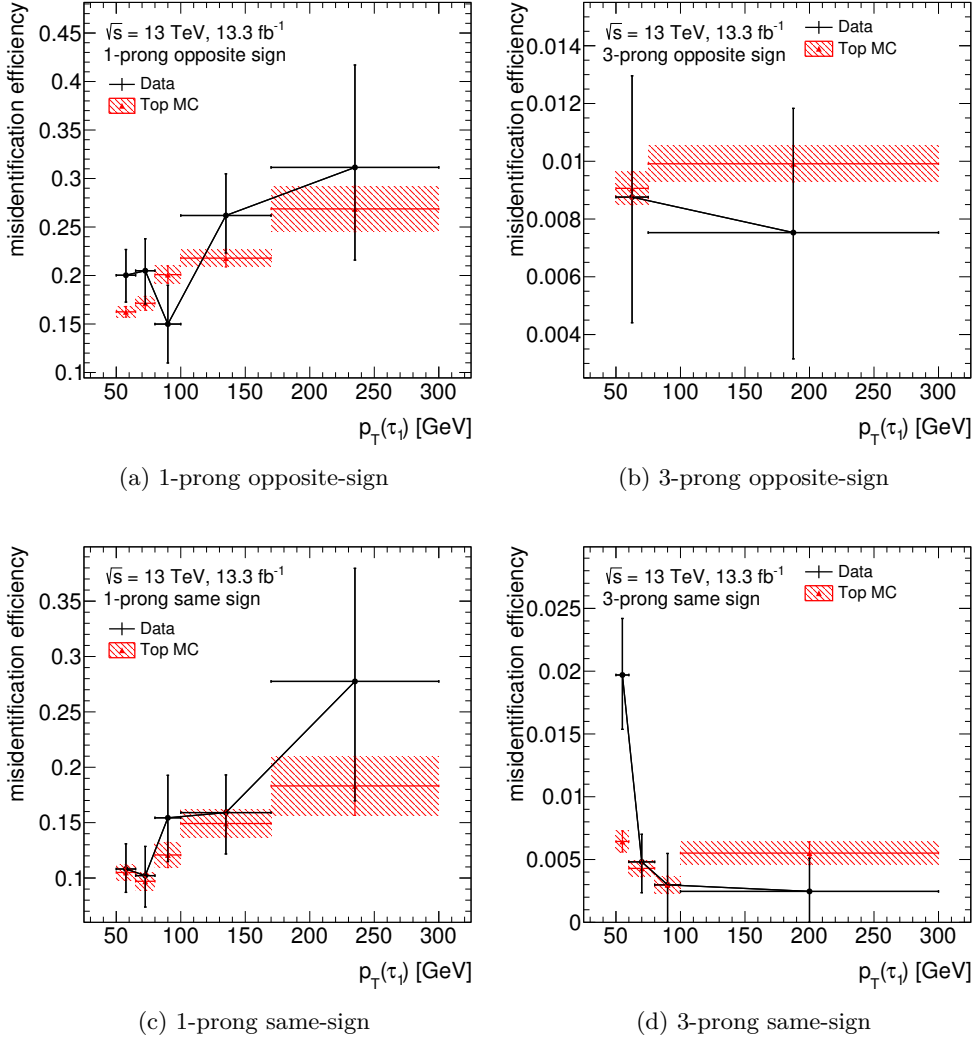 misidentification efficiency
√s = 13 TeV, 13.3 fb⁻¹
1-prong opposite sign
Data
Top MC
0.45
0.4
0.35
0.3
0.25
0.2
0.15
0.1
50 100 150 200 250 300
p_T(τ₁) [GeV]
(a) 1-prong opposite-sign
misidentification efficiency
√s = 13 TeV, 13.3 fb⁻¹
3-prong opposite sign
Data
Top MC
0.014
0.012
0.01
0.008
0.006
0.004
50 100 150 200 250 300
p_T(τ₁) [GeV]
(b) 3-prong opposite-sign
misidentification efficiency
√s = 13 TeV, 13.3 fb⁻¹
1-prong same sign
Data
Top MC
0.35
0.3
0.25
0.2
0.15
0.1
50 100 150 200 250 300
p_T(τ₁) [GeV]
(c) 1-prong same-sign
misidentification efficiency
√s = 13 TeV, 13.3 fb⁻¹
3-prong same sign
Data
Top MC
0.025
0.02
0.015
0.01
0.005
0
50 100 150 200 250 300
p_T(τ₁) [GeV]
(d) 3-prong same-sign